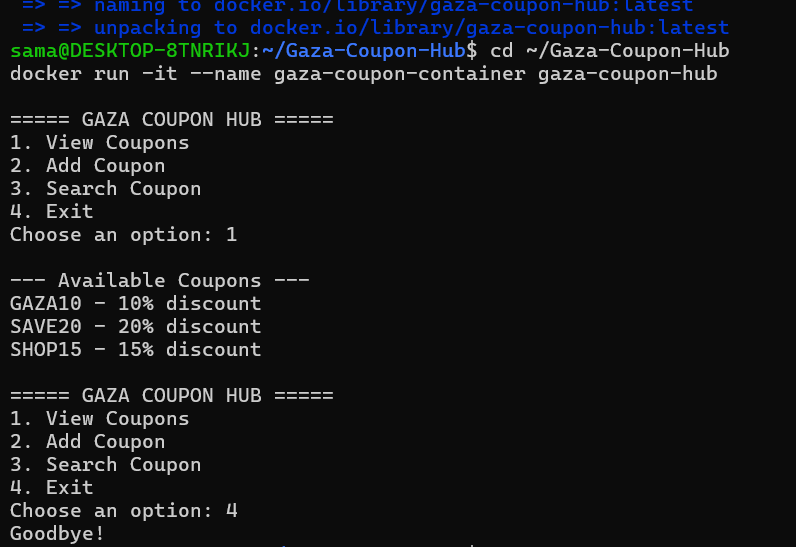 => => naming to docker.io/library/gaza-coupon-hub:latest
=> => unpacking to docker.io/library/gaza-coupon-hub:latest
sama@DESKTOP-8TNRIKJ:~/Gaza-Coupon-Hub$ cd ~/Gaza-Coupon-Hub
docker run -it --name gaza-coupon-container gaza-coupon-hub
===== GAZA COUPON HUB =====
1. View Coupons
2. Add Coupon
3. Search Coupon
4. Exit
Choose an option: 1
--- Available Coupons ---
GAZA10 - 10% discount
SAVE20 - 20% discount
SHOP15 - 15% discount
===== GAZA COUPON HUB =====
1. View Coupons
2. Add Coupon
3. Search Coupon
4. Exit
Choose an option: 4
Goodbye!